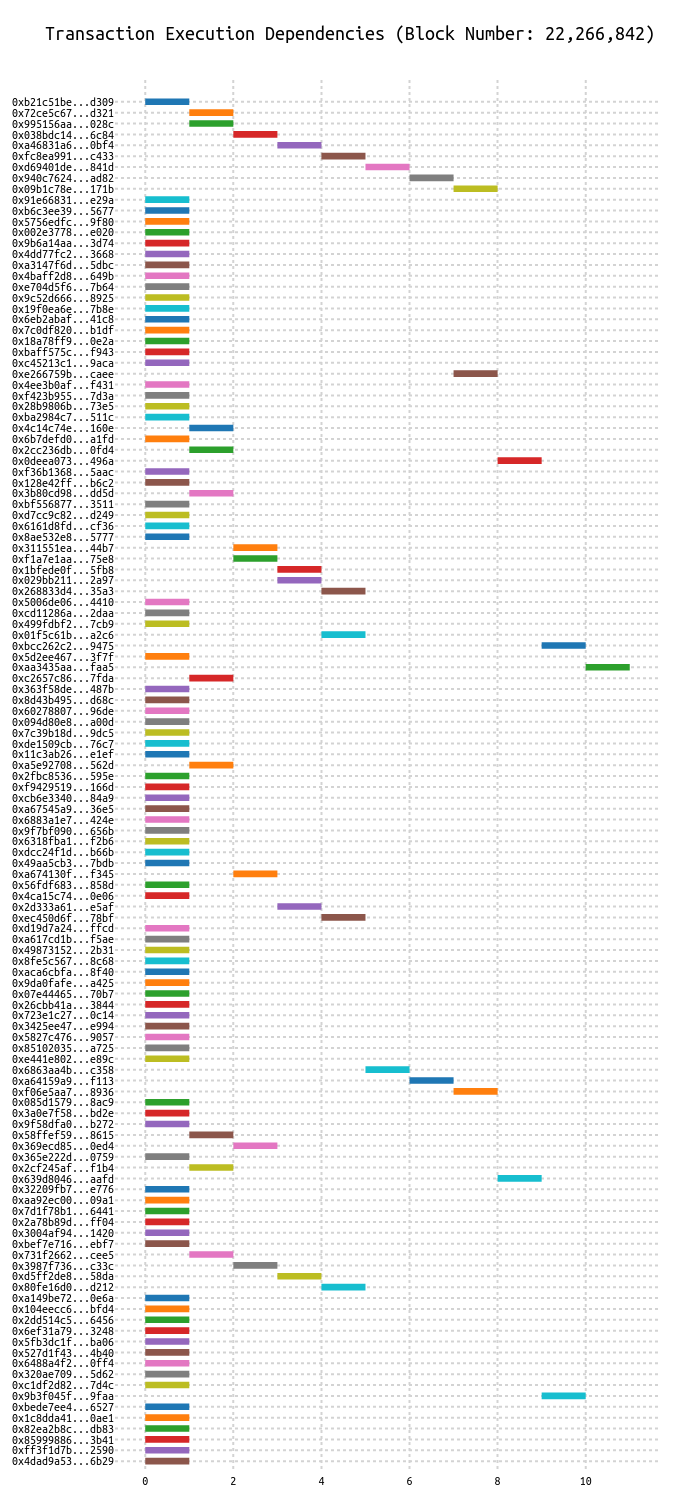 Transaction Execution Dependencies (Block Number: 22,266,842)
0xb21c51be...d309
0x72ce5c67...d321
0x995156aa...028c
0x038bdc14...6c84
0xa46831a6...0bf4
0xfc8ea991...c433
0xd69401de...841d
0x940c7624...ad82
0x09b1c78e...171b
0x91e66831...e29a
0xb6c3ee39...5677
0x5756edfc...9f80
0x002e3778...e020
0x9b6a14aa...3d74
0x4dd77fc2...3668
0xa3147f6d...5dbc
0x4baff2d8...649b
0xe704d5f6...7b64
0x9c52d666...8925
0x19f0ea6e...7b8e
0x6eb2abaf...41c8
0x7c0df820...b1df
0x18a78ff9...0e2a
0xbaff575c...f943
0xc45213c1...9aca
0xe266759b...caee
0x4ee3b0af...f431
0xf423b955...7d3a
0x28b9806b...73e5
0xba2984c7...511c
0x4c14c74e...160e
0x6b7defd0...a1fd
0x2cc236db...0fd4
0x0deea073...496a
0xf36b1368...5aac
0x128e42ff...b6c2
0x3b80cd98...dd5d
0xbf556877...3511
0xd7cc9c82...d249
0x6161d8fd...cf36
0x8ae532e8...5777
0x311551ea...44b7
0xf1a7e1aa...75e8
0x1bfede0f...5fb8
0x029bb211...2a97
0x268833d4...35a3
0x5006de06...4410
0xcd11286a...2daa
0x499fdbf2...7cb9
0x01f5c61b...a2c6
0xbcc262c2...9475
0x5d2ee467...3f7f
0xaa3435aa...faa5
0xc2657c86...7fda
0x363f58de...487b
0x8d43b495...d68c
0x60278807...96de
0x094d80e8...a00d
0x7c39b18d...9dc5
0xde1509cb...76c7
0x11c3ab26...e1ef
0xa5e92708...562d
0x2fbc8536...595e
0xf9429519...166d
0xcb6e3340...84a9
0xa67545a9...36e5
0x6883a1e7...424e
0x9f7bf090...656b
0x6318fba1...f2b6
0xdcc24f1d...b66b
0x49aa5cb3...7bdb
0xa674130f...f345
0x56fdf683...858d
0x4ca15c74...0e06
0x2d333a61...e5af
0xec450d6f...78bf
0xd19d7a24...ffcd
0xa617cd1b...f5ae
0x49873152...2b31
0x8fe5c567...8c68
0xaca6cbfa...8f40
0x9da0fafe...a425
0x07e44465...70b7
0x26cbb41a...3844
0x723e1c27...0c14
0x3425ee47...e994
0x5827c476...9057
0x85102035...a725
0xe441e802...e89c
0x6863aa4b...c358
0xa64159a9...f113
0xf06e5aa7...8936
0x085d1579...8ac9
0x3a0e7f58...bd2e
0x9f58dfa0...b272
0x58ffef59...8615
0x369ecd85...0ed4
0x365e222d...0759
0x2cf245af...f1b4
0x639d8046...aafd
0x32209fb7...e776
0xaa92ec00...09a1
0x7d1f78b1...6441
0x2a78b89d...ff04
0x3004af94...1420
0xbef7e716...ebf7
0x731f2662...cee5
0x3987f736...c33c
0xd5ff2de8...58da
0x80fe16d0...d212
0xa149be72...0e6a
0x104eecc6...bfd4
0x2dd514c5...6456
0x6ef31a79...3248
0x5fb3dc1f...ba06
0x527d1f43...4b40
0x6488a4f2...0ff4
0x320ae709...5d62
0xc1df2d82...7d4c
0x9b3f045f...9faa
0xbede7ee4...6527
0x1c8dda41...0ae1
0x82ea2b8c...db83
0x85999886...3b41
0xff3f1d7b...2590
0x4dad9a53...6b29
0 2 4 6 8 10